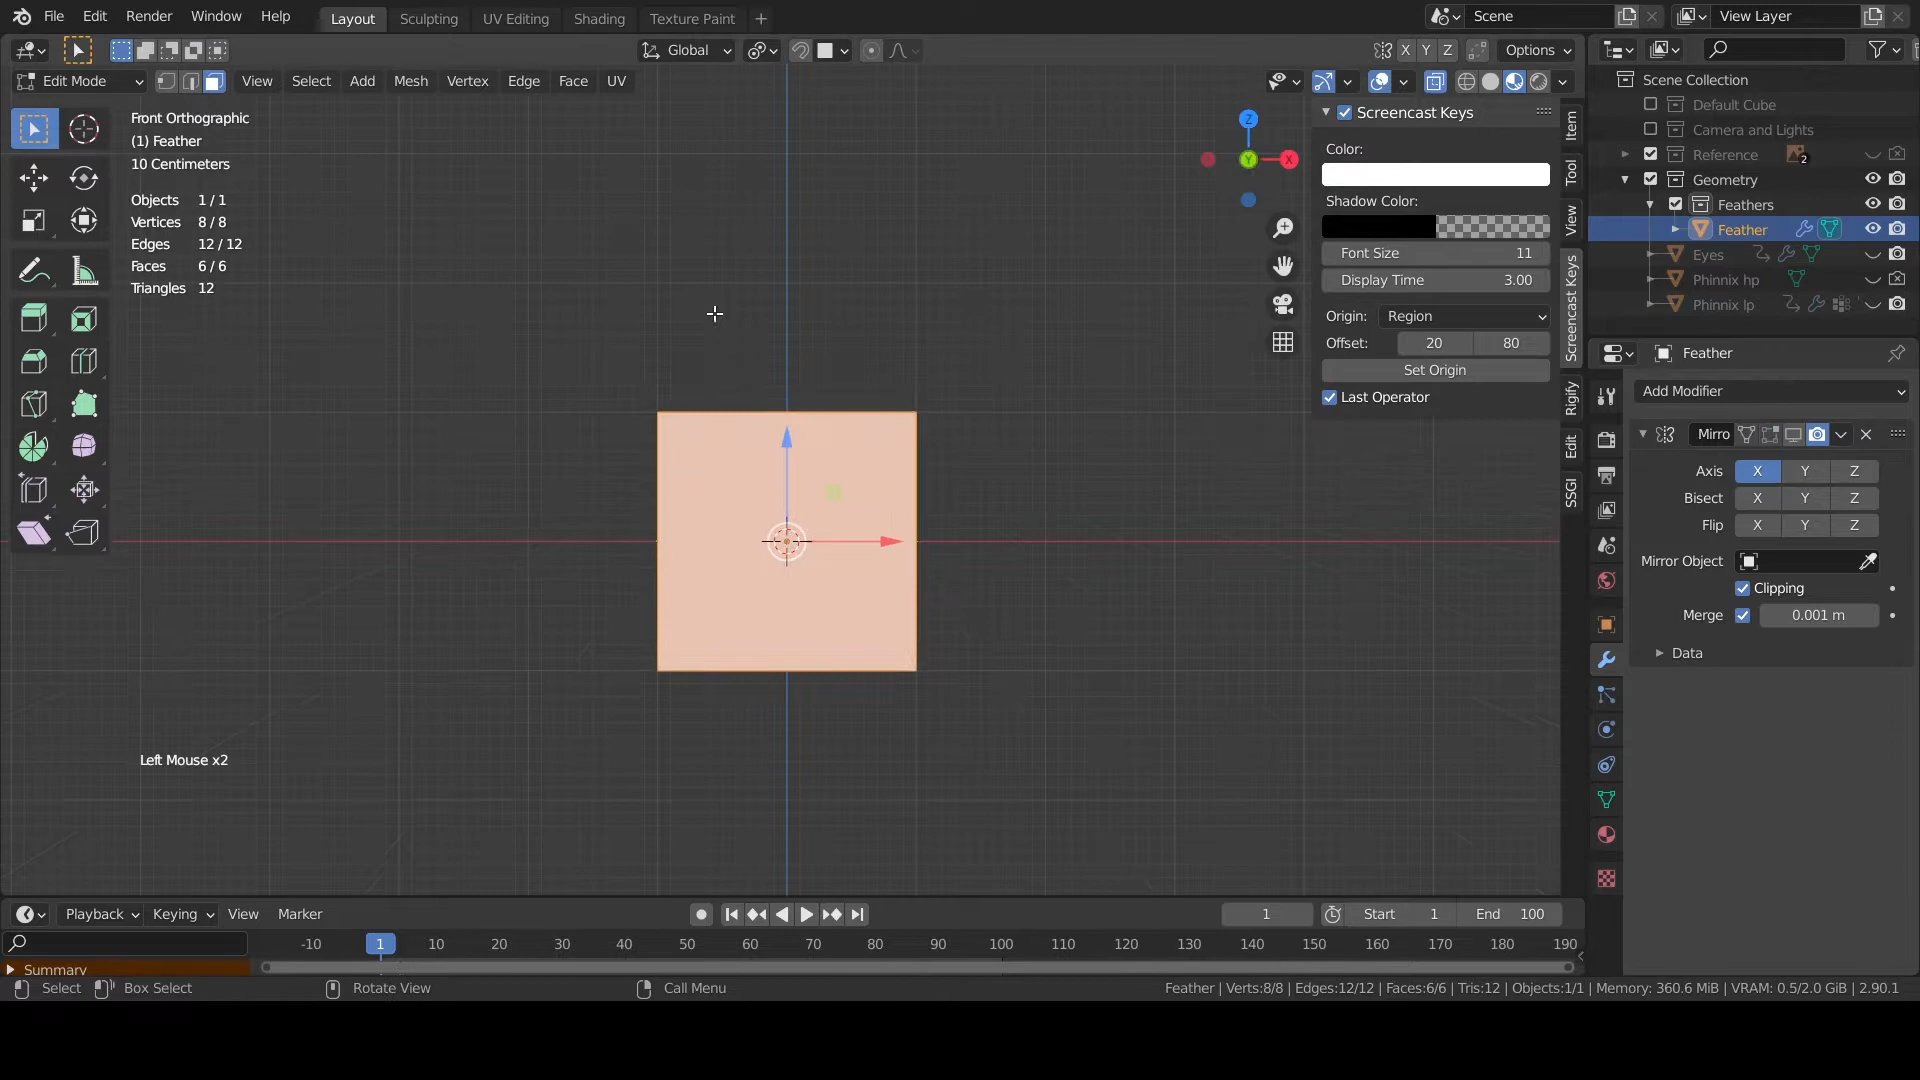 File Edit Render Window Help Layout Sculpting UV Editing Shading Texture Paint + Scene View Layer
Global X Y Z Options
Edit Mode View Select Add Mesh Vertex Edge Face UV
Front Orthographic
(1) Feather
10 Centimeters
Objects 1 / 1
Vertices 8 / 8
Edges 12 / 12
Faces 6 / 6
Triangles 12
Left Mouse x2
Z
Y
X
Screencast Keys
Color:
Shadow Color:
Font Size 11
Display Time 3.00
Origin: Region
Offset: 20 80
Set Origin
Last Operator
Item
Tool
View
Screencast Keys
Rigify
Edit
SSGI
Scene Collection
Default Cube
Camera and Lights
Reference 2
Geometry
Feathers
Feather
Eyes
Phinnix hp
Phinnix lp
Feather
Add Modifier
Mirro
Axis X Y Z
Bisect X Y Z
Flip X Y Z
Mirror Object
Clipping
Merge 0.001 m
Data
Playback Keying View Marker 1 Start 1 End 100
-10 1 10 20 30 40 50 60 70 80 90 100 110 120 130 140 150 160 170 180 190
Summary
Select Box Select Rotate View Call Menu Feather | Verts:8/8 | Edges:12/12 | Faces:6/6 | Tris:12 | Objects:1/1 | Memory: 360.6 MiB | VRAM: 0.5/2.0 GiB | 2.90.1